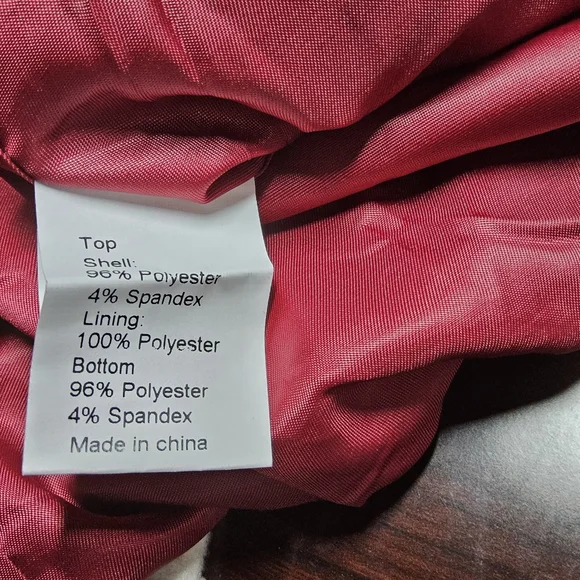 Top
Shell:
96% Polyester
4% Spandex
Lining:
100% Polyester
Bottom
96% Polyester
4% Spandex
Made in china